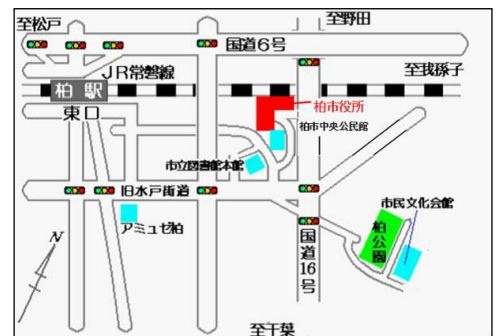 至松戸
至野田
国道6号
JR常磐線
至我孫子
柏駅
柏市役所
東口
柏市中央公民館
市立図書館本館
旧水戸街道
市民文化会館
アミュゼ柏
柏公園
国道16号
N
至千葉